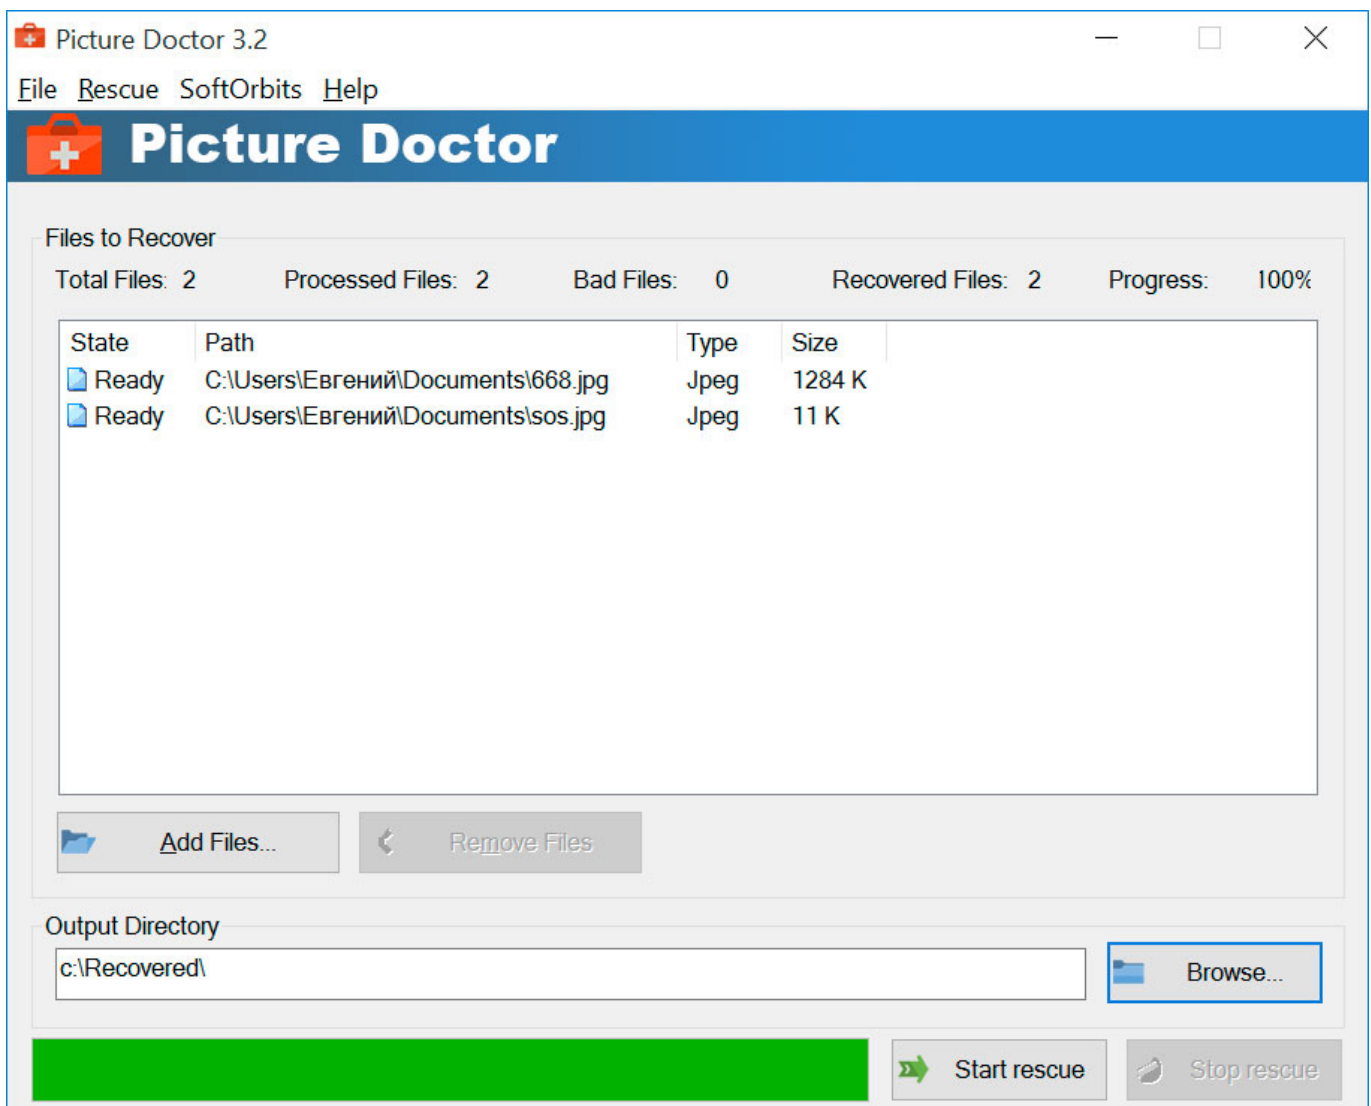 Picture Doctor 3.2
File Rescue SoftOrbits Help
Picture Doctor
Files to Recover
Total Files: 2 Processed Files: 2 Bad Files: 0 Recovered Files: 2 Progress: 100%
State Path Type Size
Ready C:\Users\Евгений\Documents\668.jpg Jpeg 1284 K
Ready C:\Users\Евгений\Documents\sos.jpg Jpeg 11 K
Add Files... Remove Files
Output Directory
c:\Recovered\ Browse...
Start rescue Stop rescue